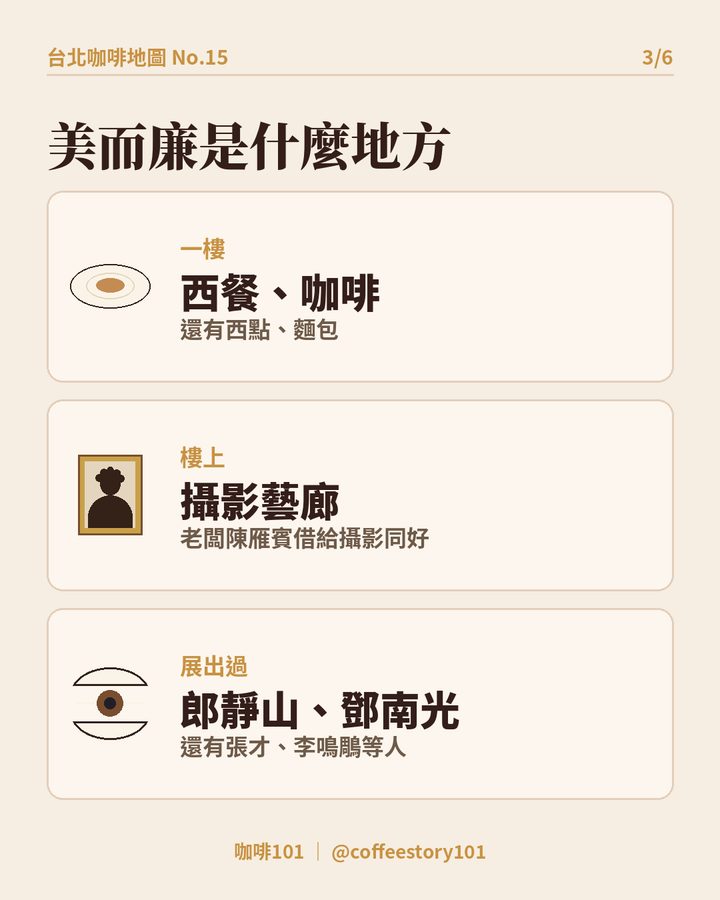 台北咖啡地圖 No.15
3/6
美而廉是什麼地方
一樓
西餐、咖啡
還有西點、麵包
樓上
攝影藝廊
老闆陳雁賓借給攝影同好
展出過
郎靜山、鄧南光
還有張才、李鳴鵰等人
咖啡101｜@coffeestory101